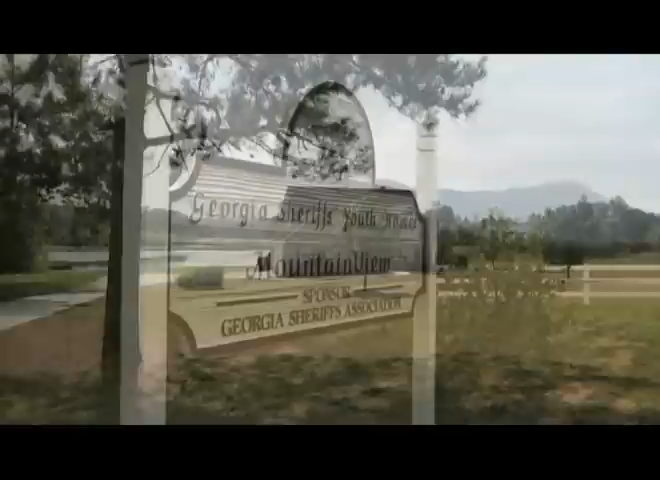 Georgia Sheriffs Youth Homes
MountainView
SPONSOR
GEORGIA SHERIFFS ASSOCIATION